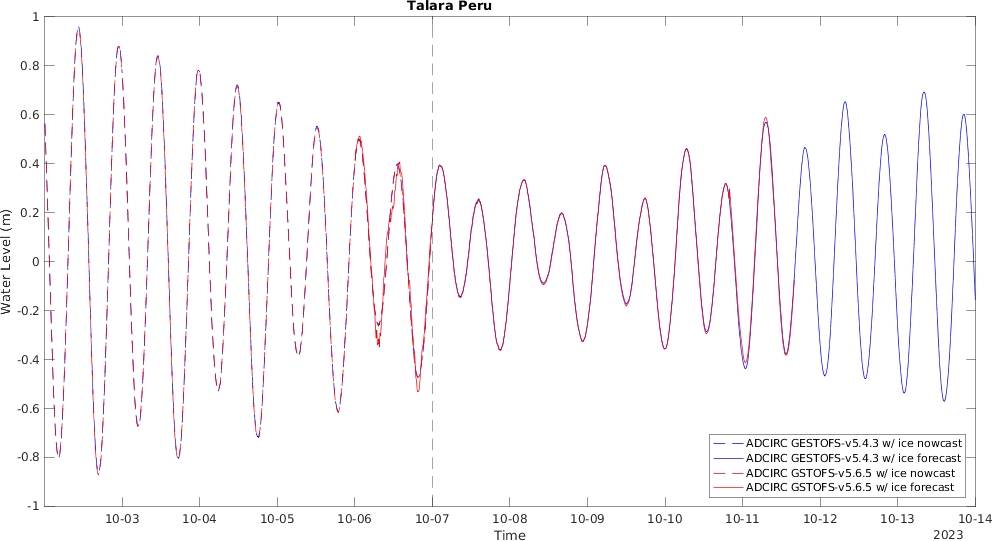 Talara Peru
1
0.8
0.6
0.4
0.2
0
-0.2
-0.4
-0.6
-0.8
-1
Water Level (m)
10-03 10-04 10-05 10-06 10-07 10-08 10-09 10-10 10-11 10-12 10-13 10-14
Time
2023
ADCIRC GESTOFS-v5.4.3 w/ ice nowcast
ADCIRC GESTOFS-v5.4.3 w/ ice forecast
ADCIRC GSTOFS-v5.6.5 w/ ice nowcast
ADCIRC GSTOFS-v5.6.5 w/ ice forecast